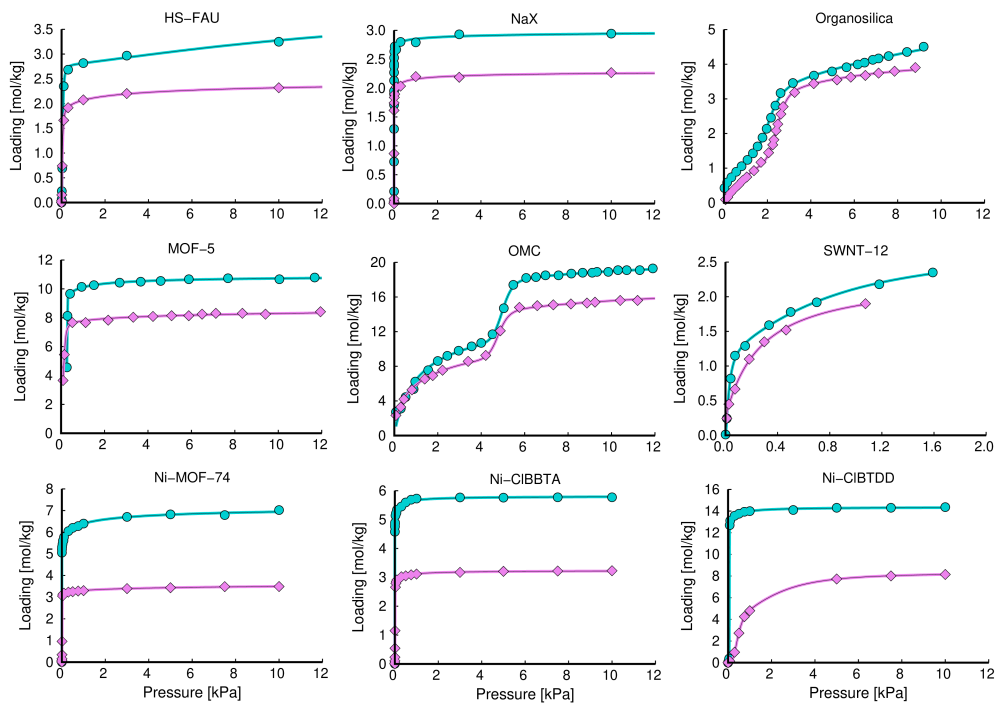 HS−FAU
NaX
Organosilica
Loading [mol/kg]
3.5
3.0
2.5
2.0
1.5
1.0
0.5
0.0
0 2 4 6 8 10 12
Loading [mol/kg]
3.0
2.5
2.0
1.5
1.0
0.5
0.0
0 2 4 6 8 10 12
Loading [mol/kg]
5
4
3
2
1
0
0 2 4 6 8 10 12
MOF−5
OMC
SWNT−12
Loading [mol/kg]
12
10
8
6
4
2
0
0 2 4 6 8 10 12
Loading [mol/kg]
20
16
12
8
4
0
0 2 4 6 8 10 12
Loading [mol/kg]
2.5
2.0
1.5
1.0
0.5
0.0
0.0 0.4 0.8 1.2 1.6 2.0
Ni−MOF−74
Ni−ClBBTA
Ni−ClBTDD
Loading [mol/kg]
8
7
6
5
4
3
2
1
0
0 2 4 6 8 10 12
Pressure [kPa]
Loading [mol/kg]
6
5
4
3
2
1
0
0 2 4 6 8 10 12
Pressure [kPa]
Loading [mol/kg]
16
14
12
10
8
6
4
2
0
0 2 4 6 8 10 12
Pressure [kPa]